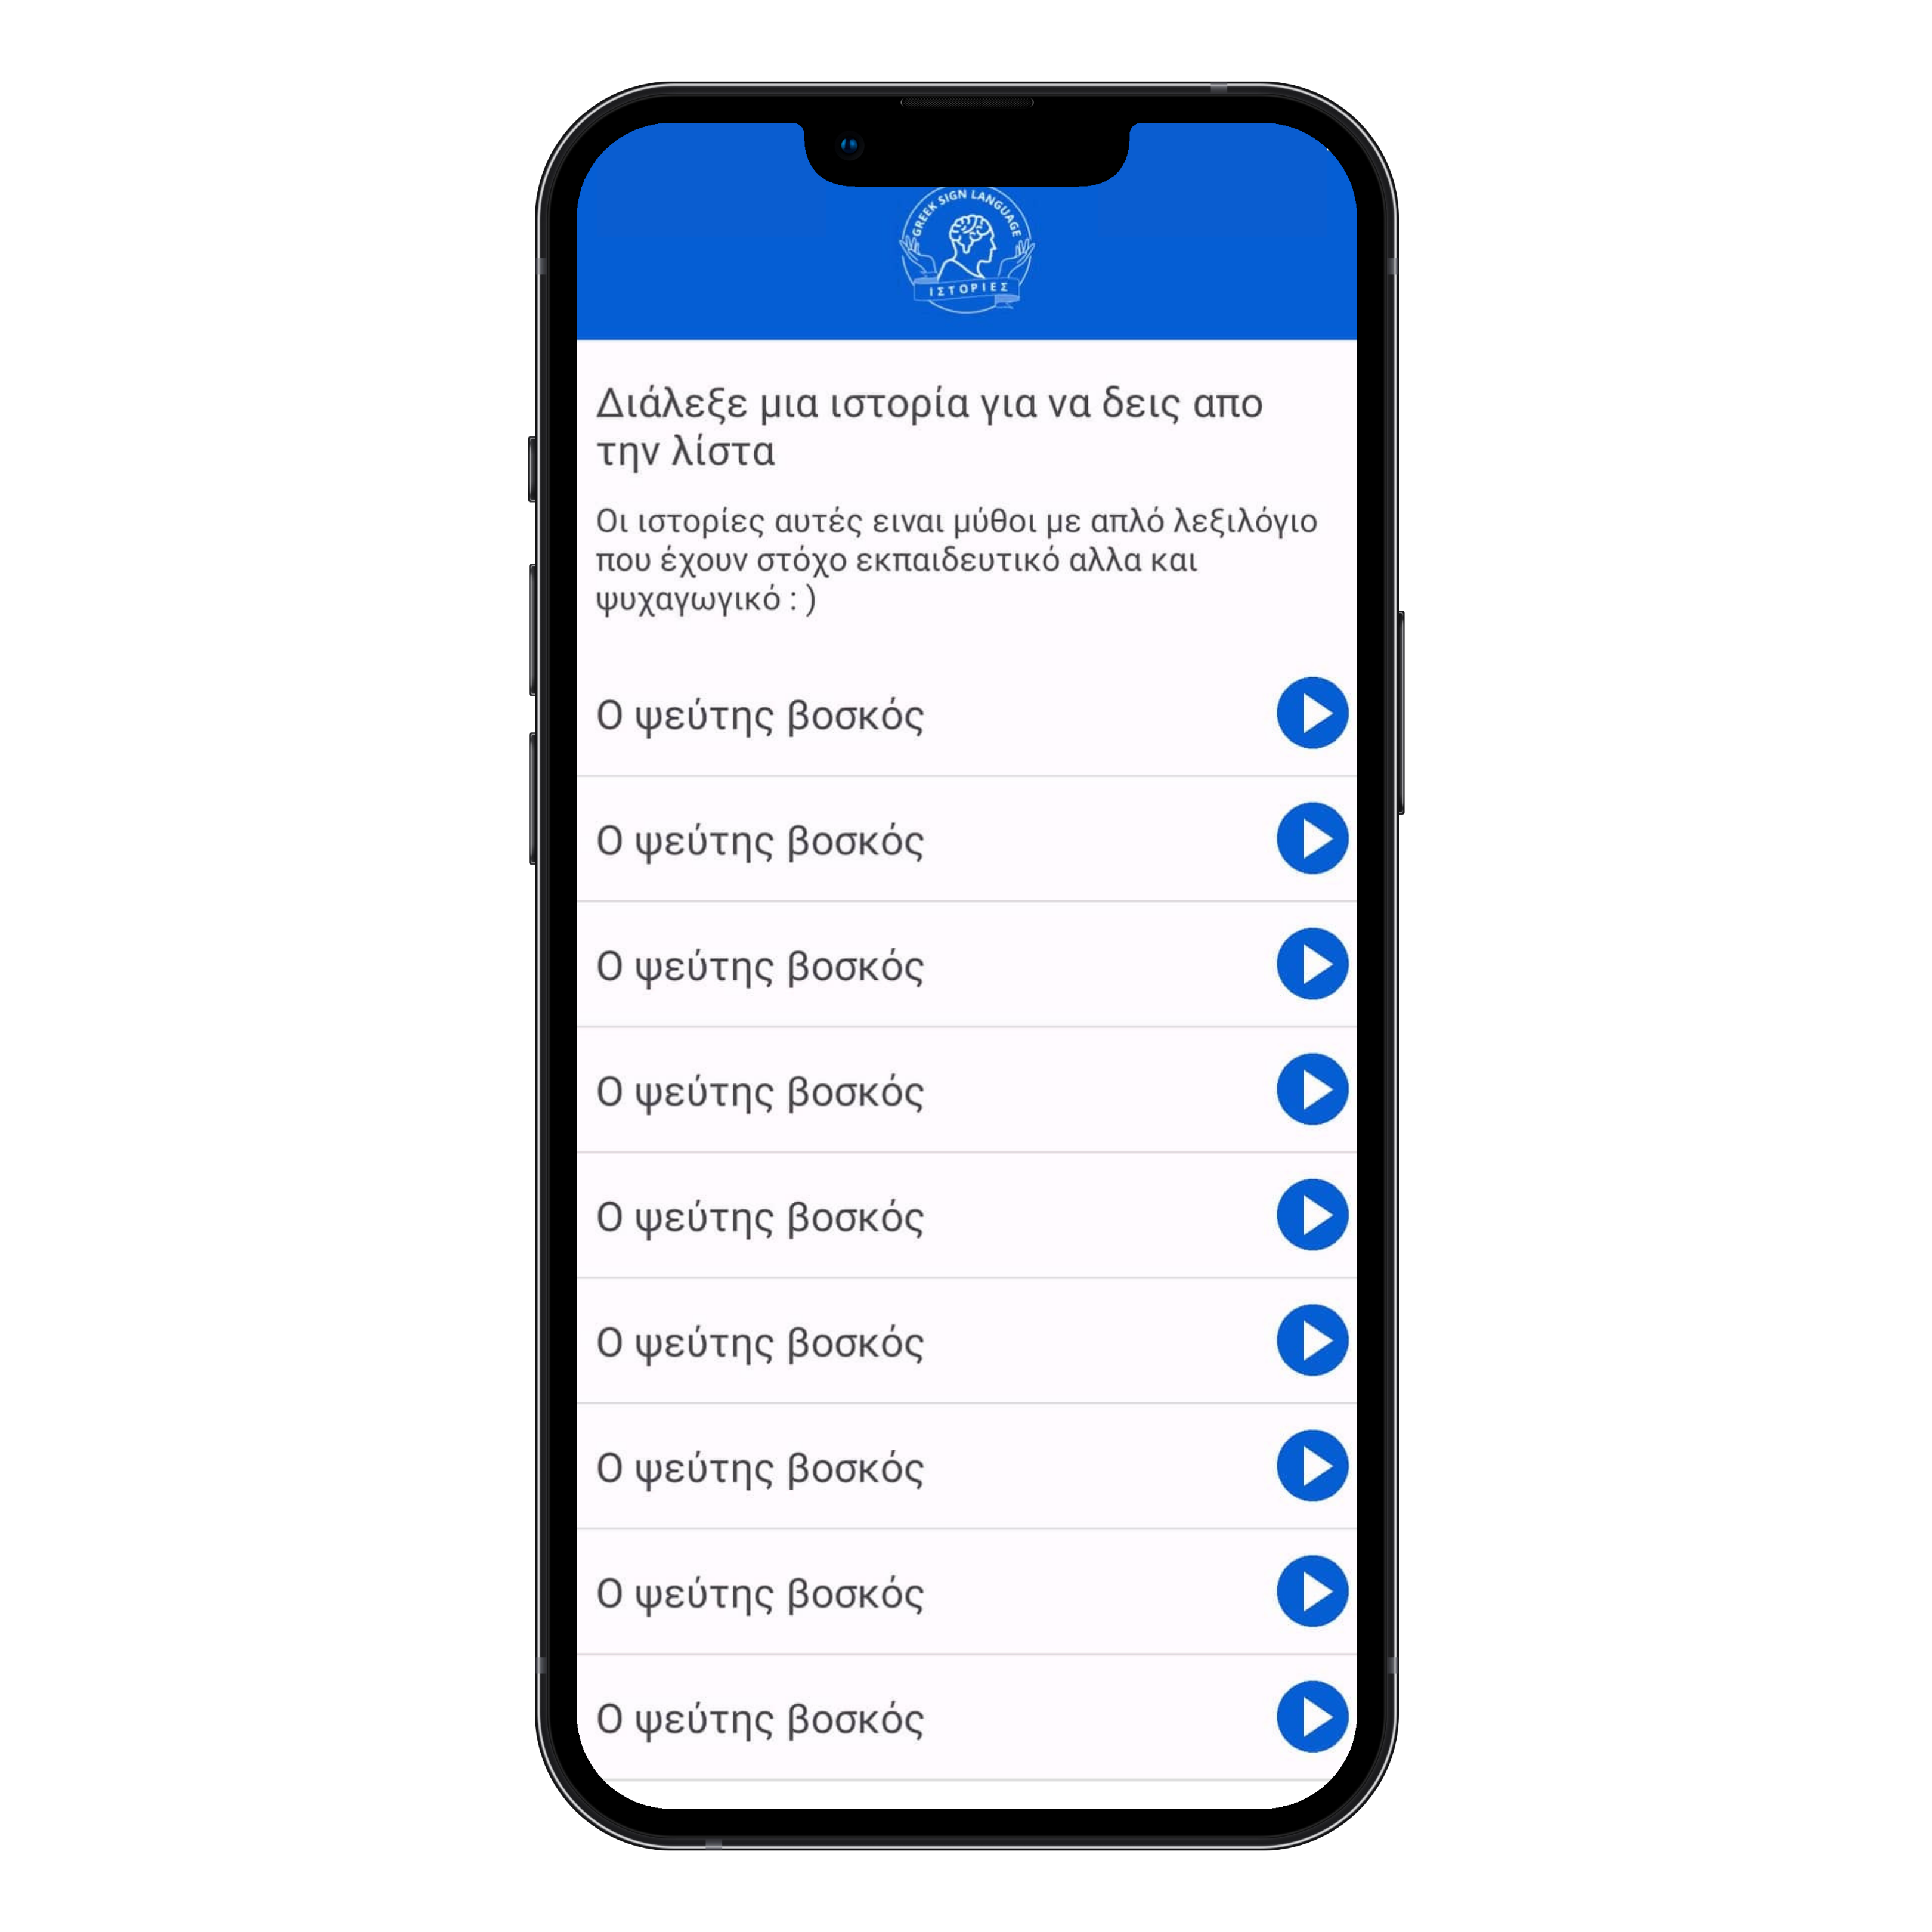 GREEK SIGN LANGUAGE
ΙΣΤΟΡΙΕΣ
Διάλεξε μια ιστορία για να δεις απο
την λίστα
Οι ιστορίες αυτές ειναι μύθοι με απλό λεξιλόγιο
που έχουν στόχο εκπαιδευτικό αλλα και
ψυχαγωγικό : )
Ο ψεύτης βοσκός
Ο ψεύτης βοσκός
Ο ψεύτης βοσκός
Ο ψεύτης βοσκός
Ο ψεύτης βοσκός
Ο ψεύτης βοσκός
Ο ψεύτης βοσκός
Ο ψεύτης βοσκός
Ο ψεύτης βοσκός